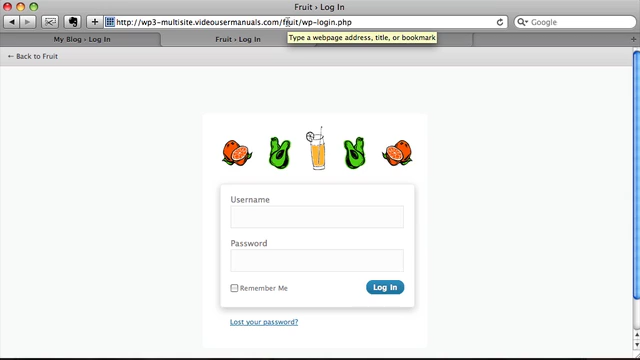 Fruit › Log In
http://wp3-multisite.videousermanuals.com/fruit/wp-login.php
Google
Type a webpage address, title, or bookmark
My Blog › Log In
Fruit › Log In
← Back to Fruit
Username
Password
Remember Me
Log In
Lost your password?